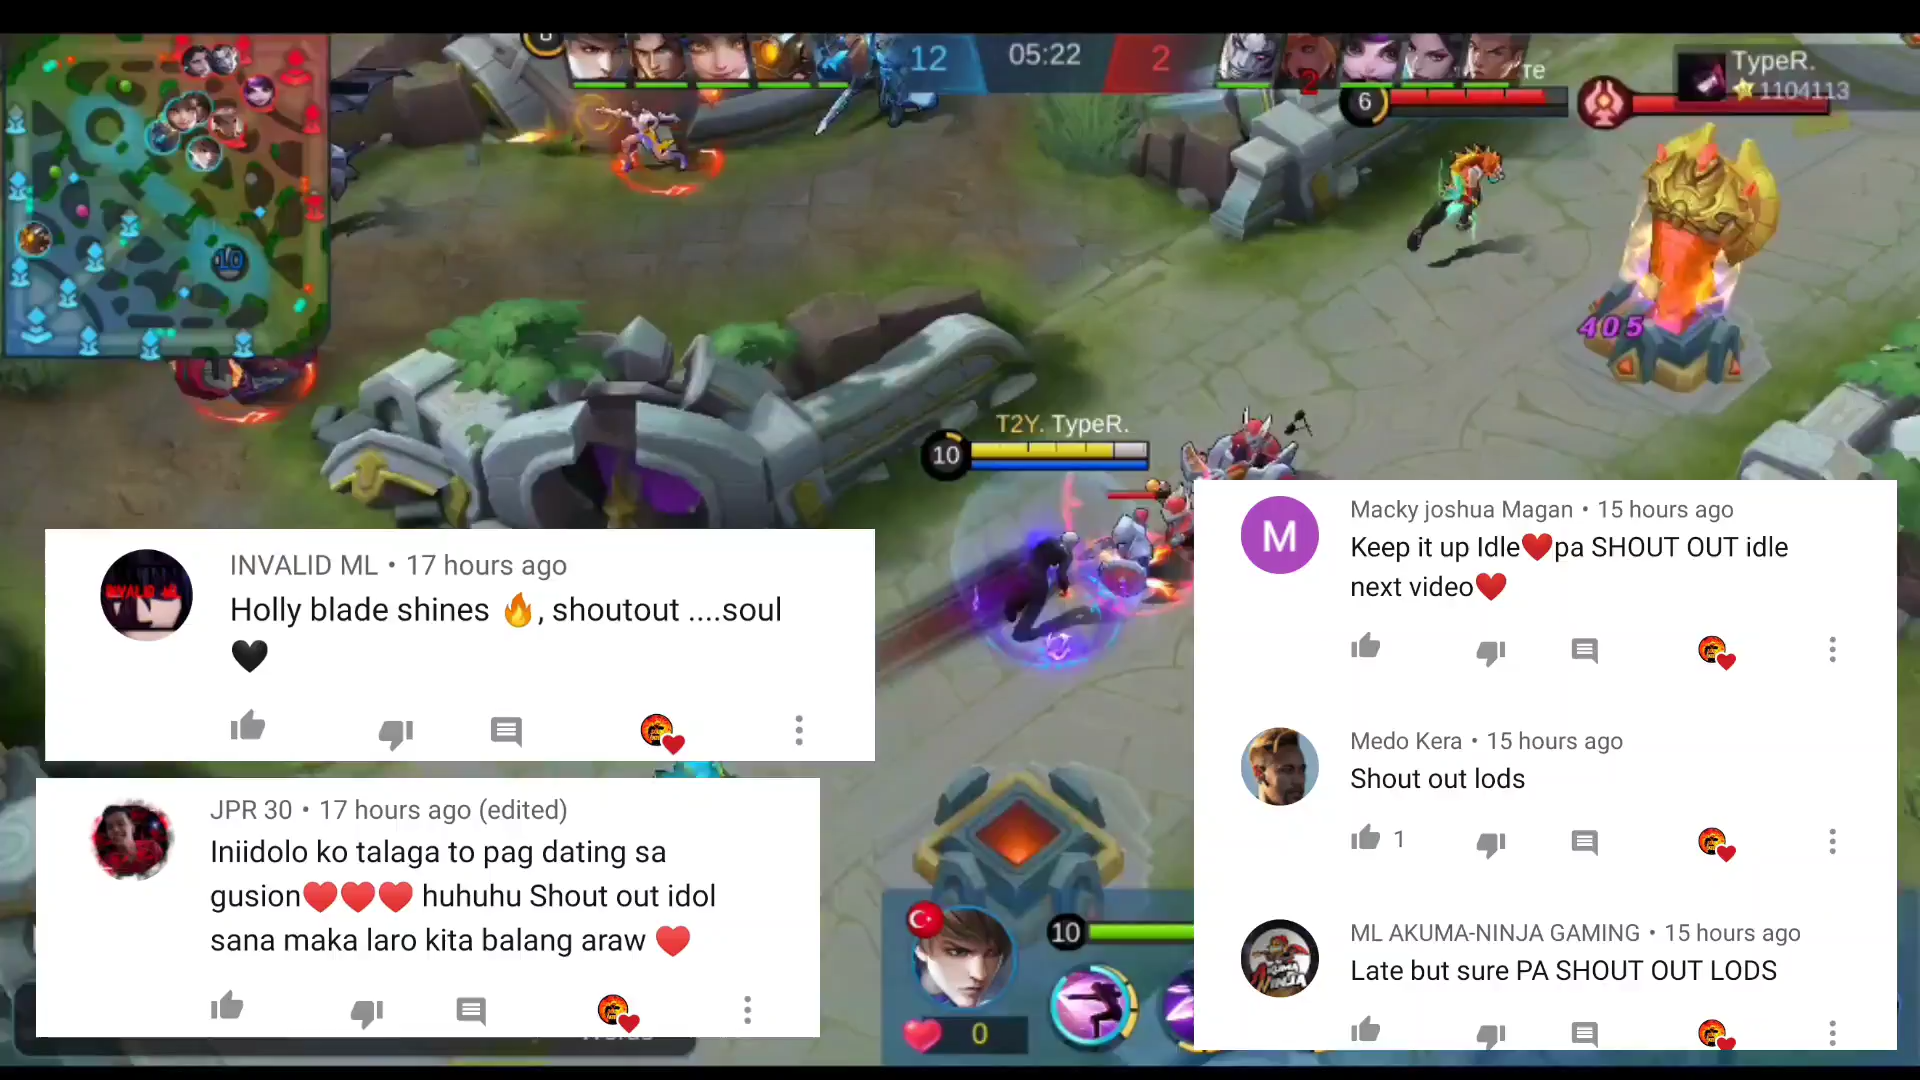 12
05:22
2
2
TypeR.
1104113
6
10
405
T2Y. TypeR.
10
INVALID ML • 17 hours ago
Holly blade shines 🔥, shoutout ....soul
🖤
JPR 30 • 17 hours ago (edited)
Iniidolo ko talaga to pag dating sa
gusion♥️♥️♥️ huhuhu Shout out idol
sana maka laro kita balang araw ♥️
Macky joshua Magan • 15 hours ago
Keep it up Idle❤️pa SHOUT OUT idle
next video❤️
Medo Kera • 15 hours ago
Shout out lods
1
ML AKUMA-NINJA GAMING • 15 hours ago
Late but sure PA SHOUT OUT LODS
10
0